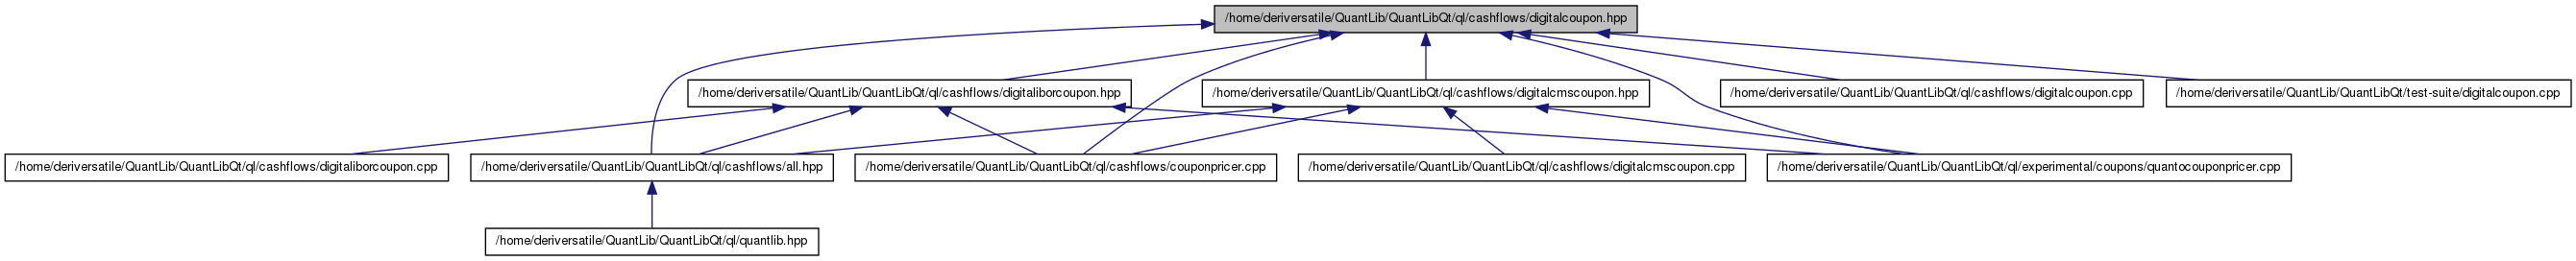 /home/deriversatile/QuantLib/QuantLibQt/ql/cashflows/digitalcoupon.hpp
/home/deriversatile/QuantLib/QuantLibQt/ql/cashflows/digitaliborcoupon.hpp
/home/deriversatile/QuantLib/QuantLibQt/ql/cashflows/digitalcmscoupon.hpp
/home/deriversatile/QuantLib/QuantLibQt/ql/cashflows/digitalcoupon.cpp
/home/deriversatile/QuantLib/QuantLibQt/test-suite/digitalcoupon.cpp
/home/deriversatile/QuantLib/QuantLibQt/ql/cashflows/digitaliborcoupon.cpp
/home/deriversatile/QuantLib/QuantLibQt/ql/cashflows/all.hpp
/home/deriversatile/QuantLib/QuantLibQt/ql/cashflows/couponpricer.cpp
/home/deriversatile/QuantLib/QuantLibQt/ql/cashflows/digitalcmscoupon.cpp
/home/deriversatile/QuantLib/QuantLibQt/ql/experimental/coupons/quantocouponpricer.cpp
/home/deriversatile/QuantLib/QuantLibQt/ql/quantlib.hpp